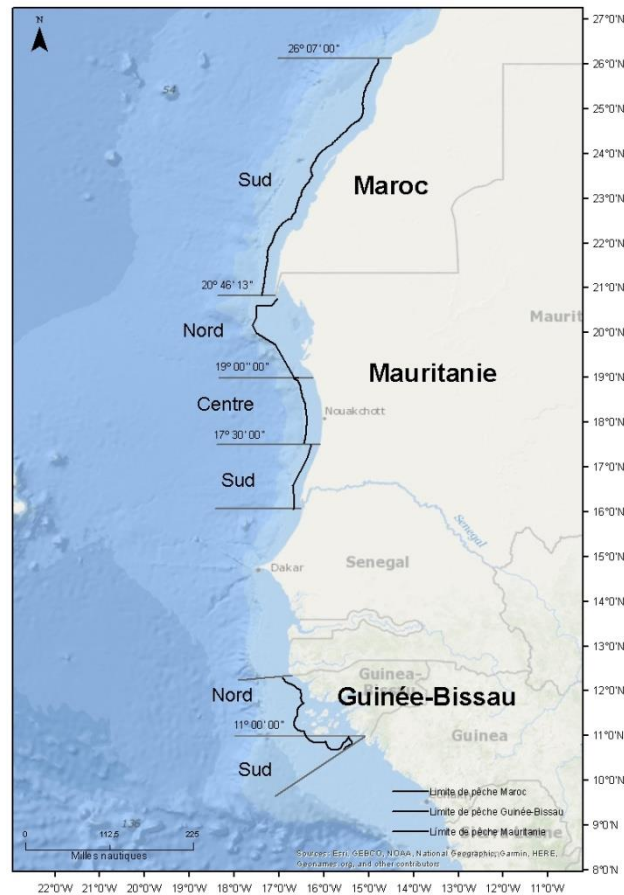 N
27°0'N
26° 07' 00"
26°0'N
54
25°0'N
24°0'N
Sud
Maroc
23°0'N
22°0'N
21°0'N
20° 46' 13"
Nord
Maurit
20°0'N
Mauritanie
19° 00' 00"
19°0'N
Centre
Nouakchott
18°0'N
17° 30' 00"
17°0'N
Sud
16°0'N
Senegal
15°0'N
Dakar
Senegal
14°0'N
13°0'N
Guinea-
Nord
Guinée-Bissau
12°0'N
11° 00' 00"
Guinea
11°0'N
Sud
10°0'N
Limite de pêche Maroc
Limite de pêche Guinée-Bissau
136
9°0'N
Limite de pêche Mauritanie
0 112,5 225
Milles nautiques
Sources: Esri, GEBCO, NOAA, National Geographic, Garmin, HERE,
Geonames.org, and other contributors
8°0'N
22°0'O 21°0'O 20°0'O 19°0'O 18°0'O 17°0'O 16°0'O 15°0'O 14°0'O 13°0'O 12°0'O 11°0'O 10°0'O